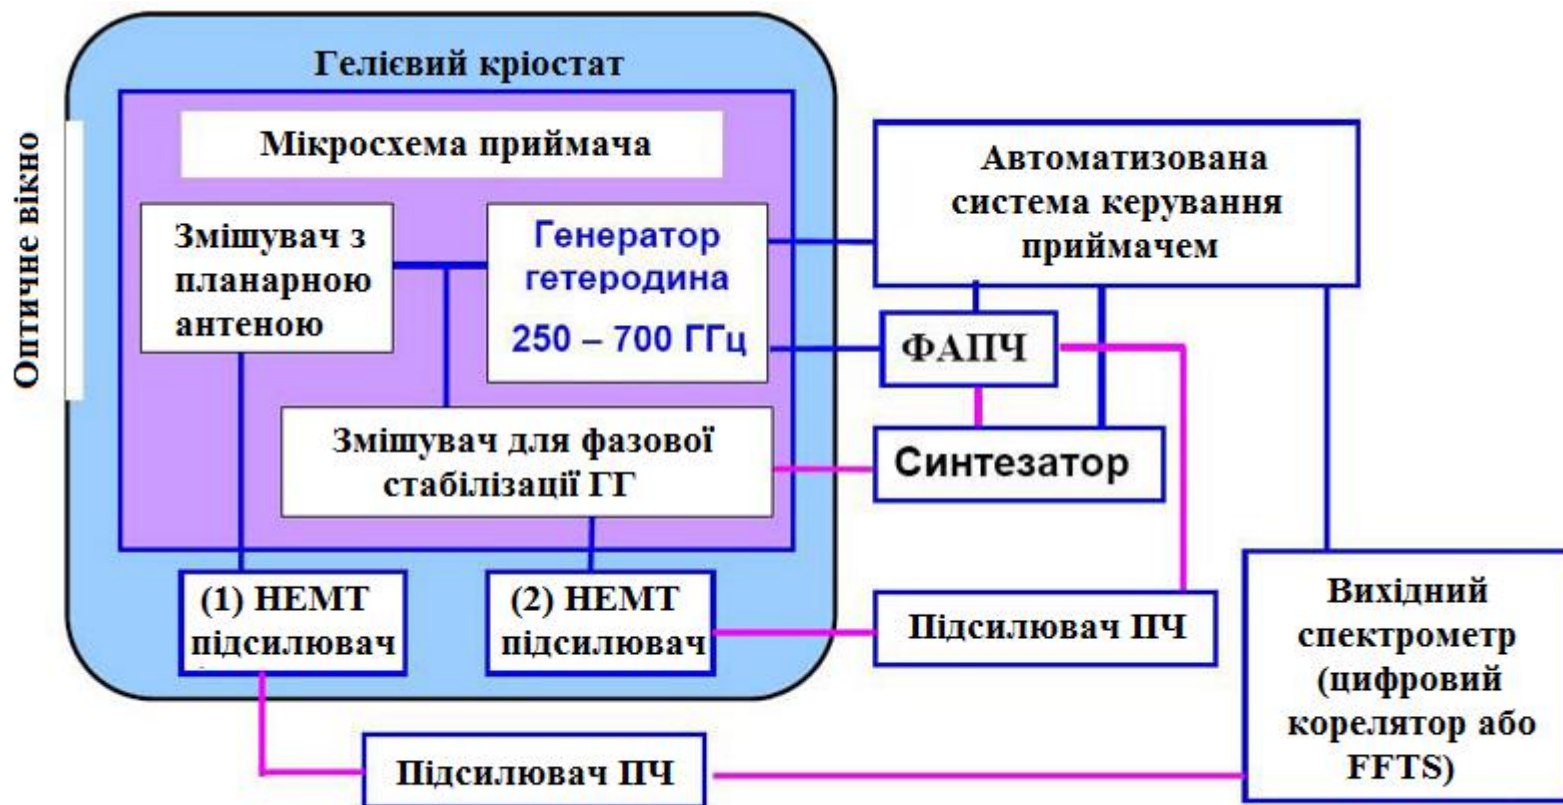 Гелієвий кріостат
Оптичне вікно
Мікросхема приймача
Змішувач з
планарною
антеною
Генератор
гетеродина
250 – 700 ГГц
Автоматизована
система керування
приймачем
ФАПЧ
Змішувач для фазової
стабілізації ГГ
Синтезатор
(1) НЕМТ
підсилювач
(2) НЕМТ
підсилювач
Підсилювач ПЧ
Вихідний
спектрометр
(цифровий
корелятор або
FFTS)
Підсилювач ПЧ